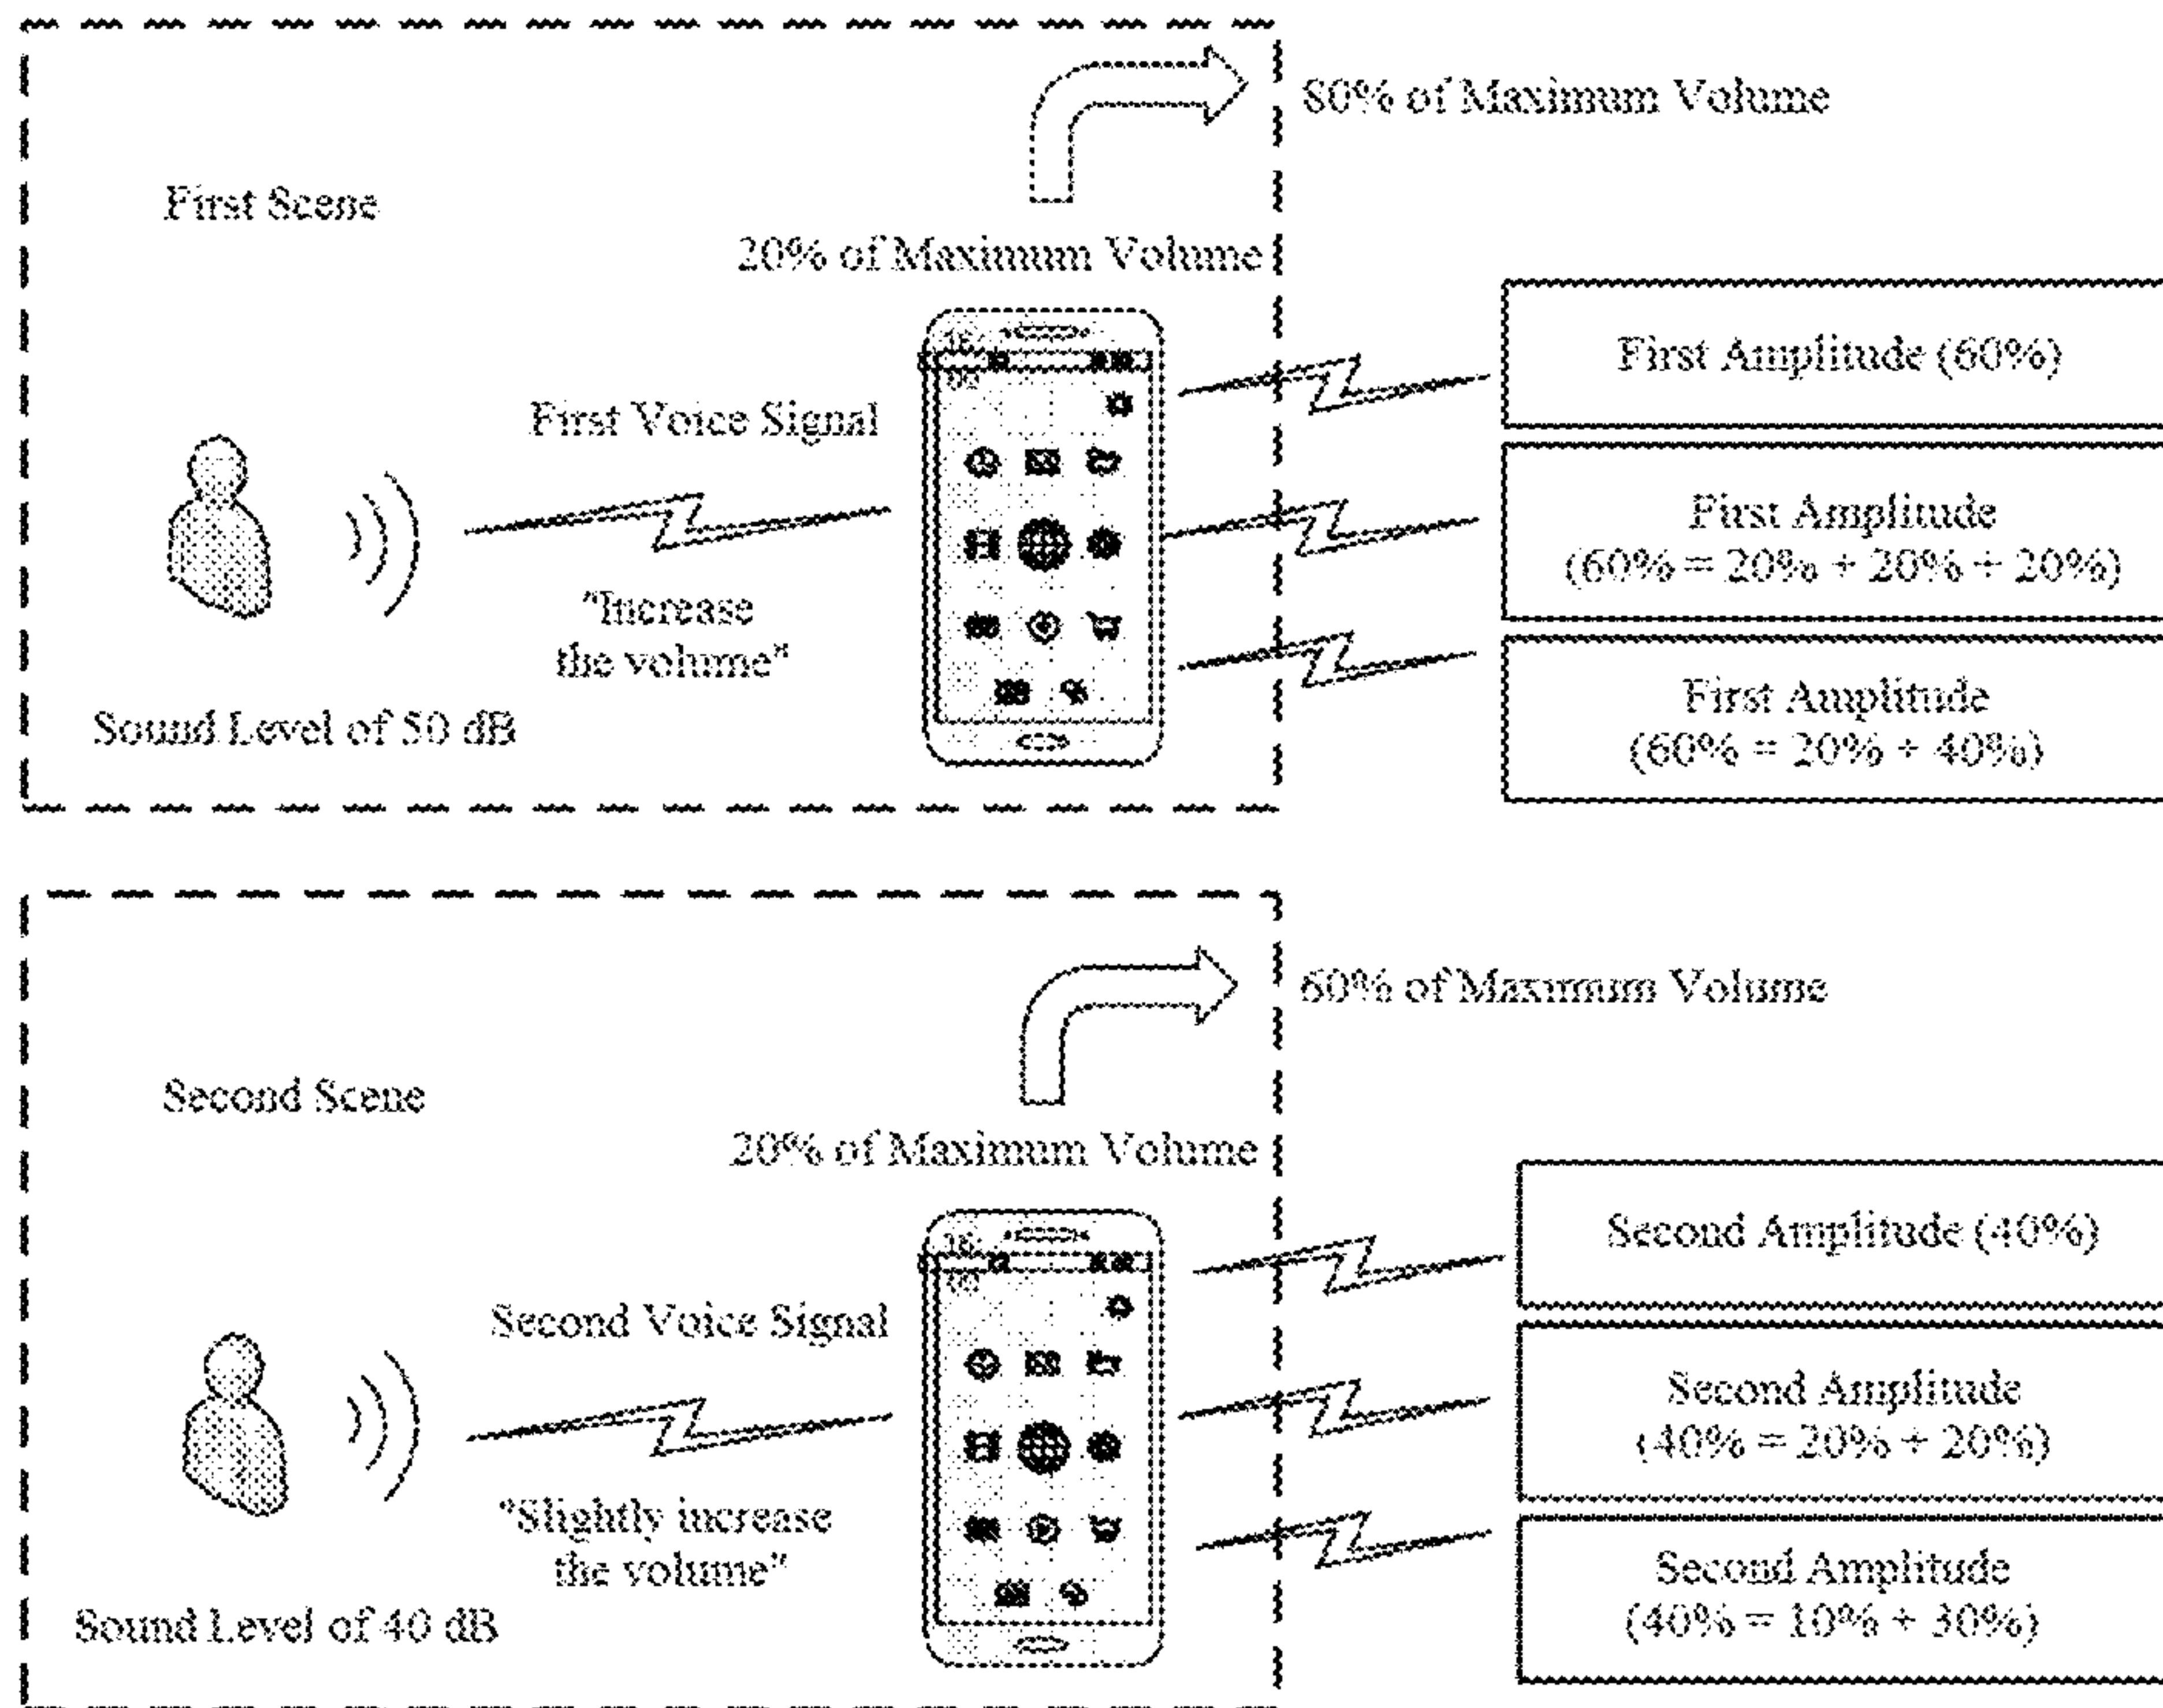 80% of Maximum Volume
First Scene
20% of Maximum Volume
First Amplitude (60%)
First Voice Signal
First Amplitude
(60% = 20% + 20% + 20%)
"Increase
the volume"
First Amplitude
(60% = 20% + 40%)
Sound Level of 50 dB
60% of Maximum Volume
Second Scene
20% of Maximum Volume
Second Amplitude (40%)
Second Voice Signal
Second Amplitude
(40% = 20% + 20%)
"Slightly increase
the volume"
Second Amplitude
(40% = 10% + 30%)
Sound Level of 40 dB